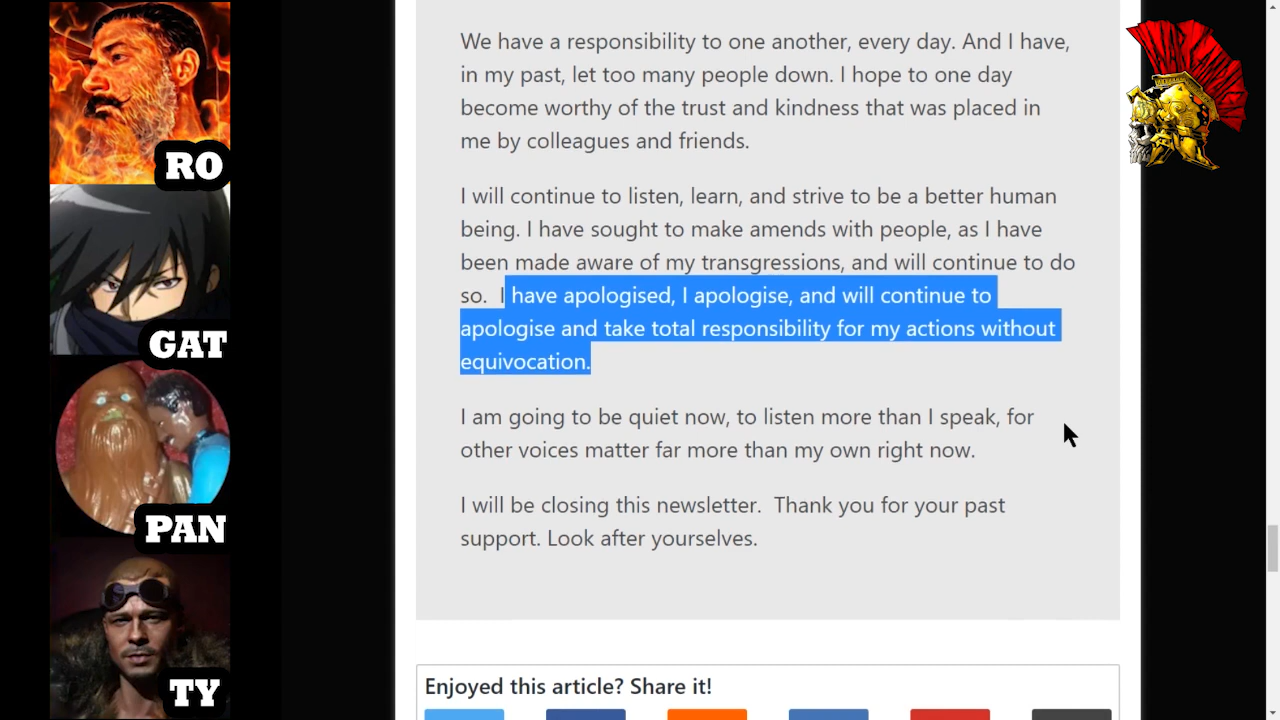 We have a responsibility to one another, every day. And I have,
in my past, let too many people down. I hope to one day
become worthy of the trust and kindness that was placed in
me by colleagues and friends.
I will continue to listen, learn, and strive to be a better human
being. I have sought to make amends with people, as I have
been made aware of my transgressions, and will continue to do
so.  I have apologised, I apologise, and will continue to
apologise and take total responsibility for my actions without
equivocation.
I am going to be quiet now, to listen more than I speak, for
other voices matter far more than my own right now.
I will be closing this newsletter.  Thank you for your past
support. Look after yourselves.
Enjoyed this article? Share it!
RO
GAT
PAN
TY